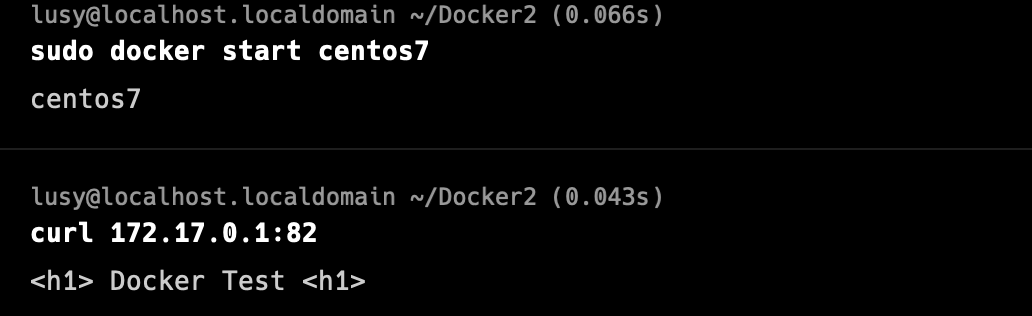 lusy@localhost.localdomain ~/Docker2 (0.066s)
sudo docker start centos7
centos7
lusy@localhost.localdomain ~/Docker2 (0.043s)
curl 172.17.0.1:82
<h1> Docker Test <h1>